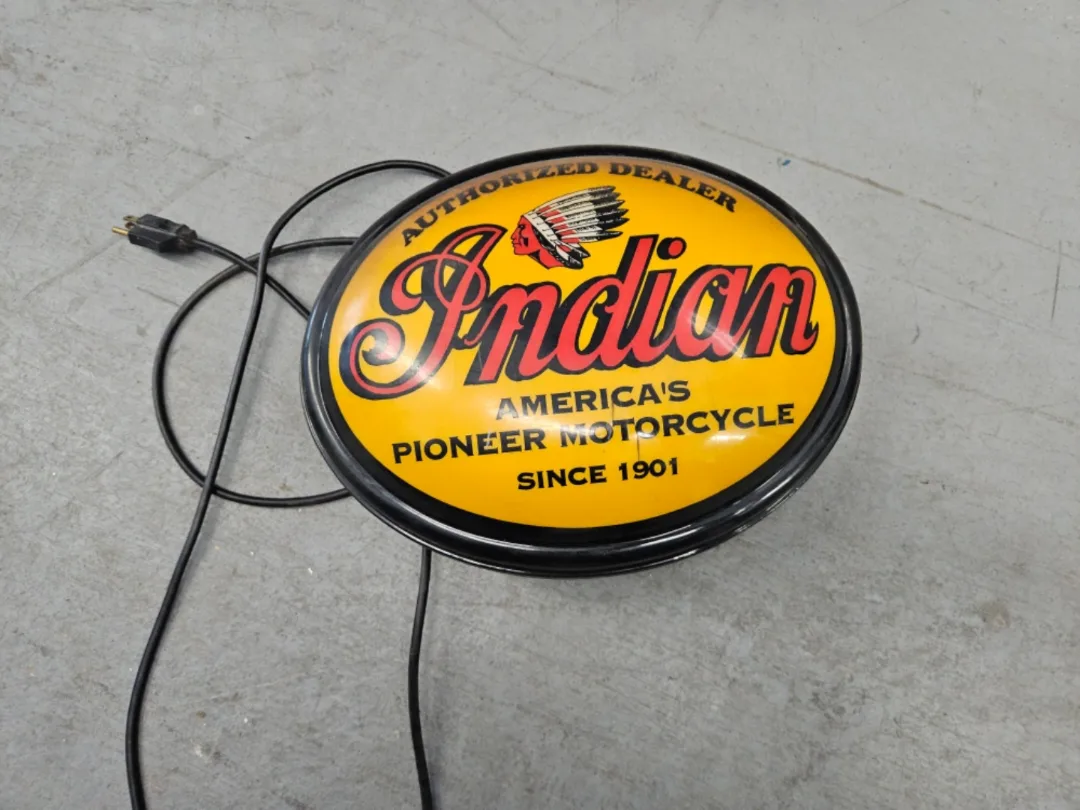 AUTHORIZED DEALER
Indian
AMERICA'S
PIONEER MOTORCYCLE
SINCE 1901